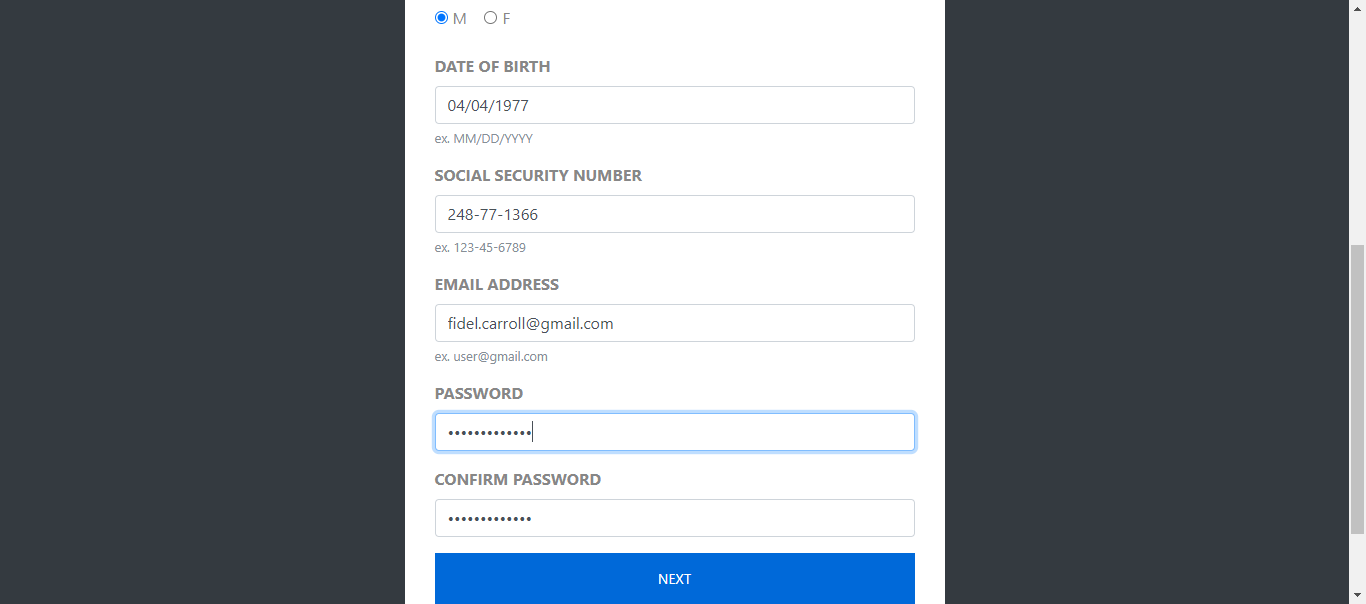 M F
DATE OF BIRTH
04/04/1977
ex. MM/DD/YYYY
SOCIAL SECURITY NUMBER
248-77-1366
ex. 123-45-6789
EMAIL ADDRESS
fidel.carroll@gmail.com
ex. user@gmail.com
PASSWORD
•••••••••••••
CONFIRM PASSWORD
•••••••••••••
NEXT